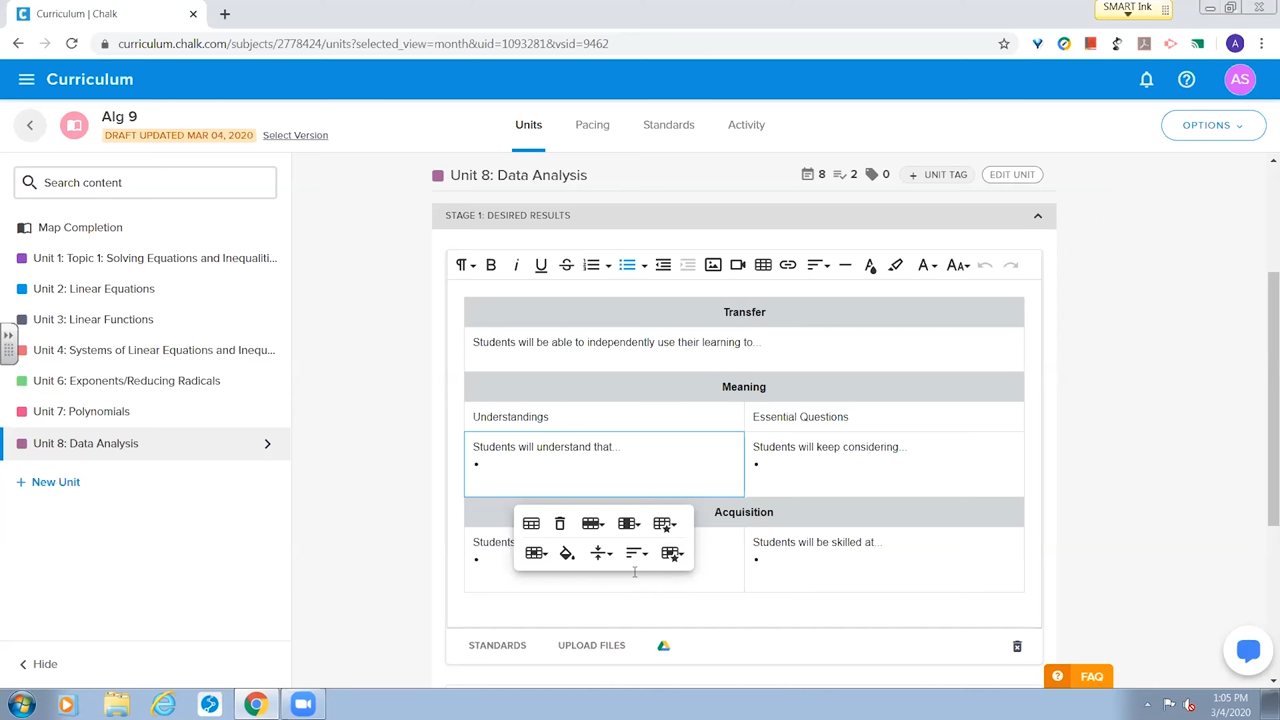 Curriculum | Chalk
SMART Ink
curriculum.chalk.com/subjects/2778424/units?selected_view=month&uid=1093281&vsid=9462
A
Curriculum
AS
Alg 9
DRAFT UPDATED MAR 04, 2020 Select Version
Units Pacing Standards Activity
OPTIONS
Search content
Map Completion
Unit 1: Topic 1: Solving Equations and Inequaliti...
Unit 2: Linear Equations
Unit 3: Linear Functions
Unit 4: Systems of Linear Equations and Inequ...
Unit 6: Exponents/Reducing Radicals
Unit 7: Polynomials
Unit 8: Data Analysis
+ New Unit
Hide
Unit 8: Data Analysis 8 2 0 + UNIT TAG EDIT UNIT
STAGE 1: DESIRED RESULTS
Transfer
Students will be able to independently use their learning to...
Meaning
Understandings Essential Questions
Students will understand that... Students will keep considering...
Acquisition
Students Students will be skilled at...
STANDARDS UPLOAD FILES
FAQ
1:05 PM
3/4/2020